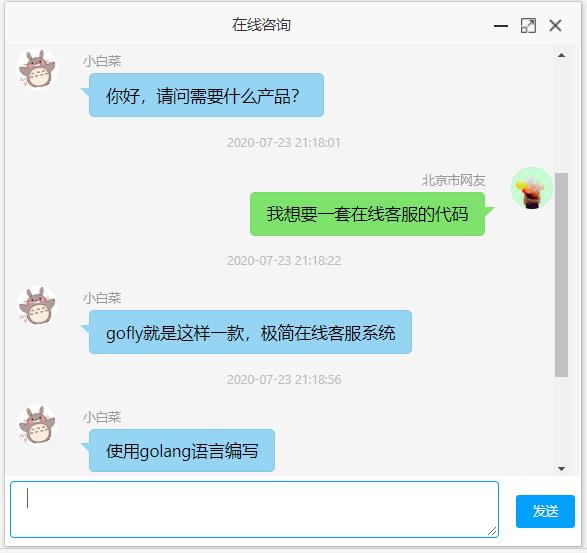 在线咨询
小白菜
你好，请问需要什么产品？
2020-07-23 21:18:01
北京市网友
我想要一套在线客服的代码
2020-07-23 21:18:22
小白菜
gofly就是这样一款，极简在线客服系统
2020-07-23 21:18:56
小白菜
使用golang语言编写
发送